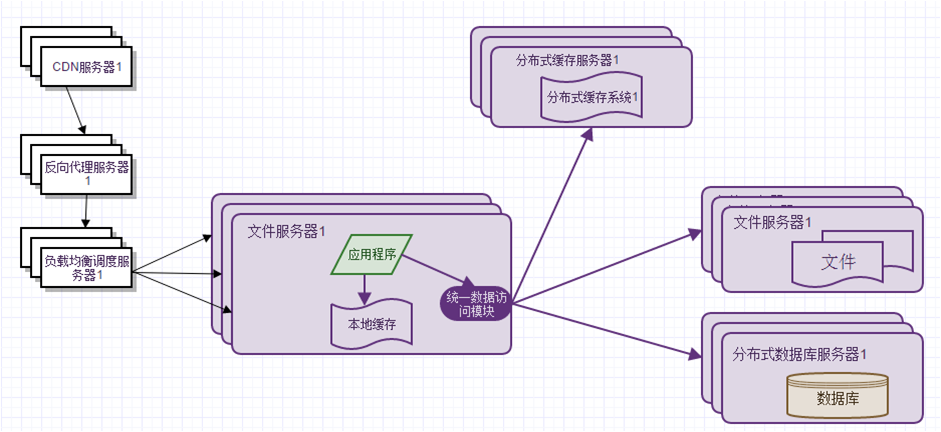 CDN服务器1
反向代理服务器
1
负载均衡调度服
务器1
文件服务器1
应用程序
本地缓存
统一数据访
问模块
分布式缓存服务器1
分布式缓存系统1
文件服务器1
文件
分布式数据库服务器1
数据库